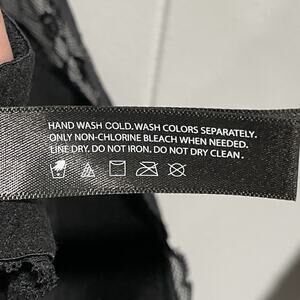 HAND WASH COLD. WASH COLORS SEPARATELY.
ONLY NON-CHLORINE BLEACH WHEN NEEDED.
LINE DRY. DO NOT IRON. DO NOT DRY CLEAN.